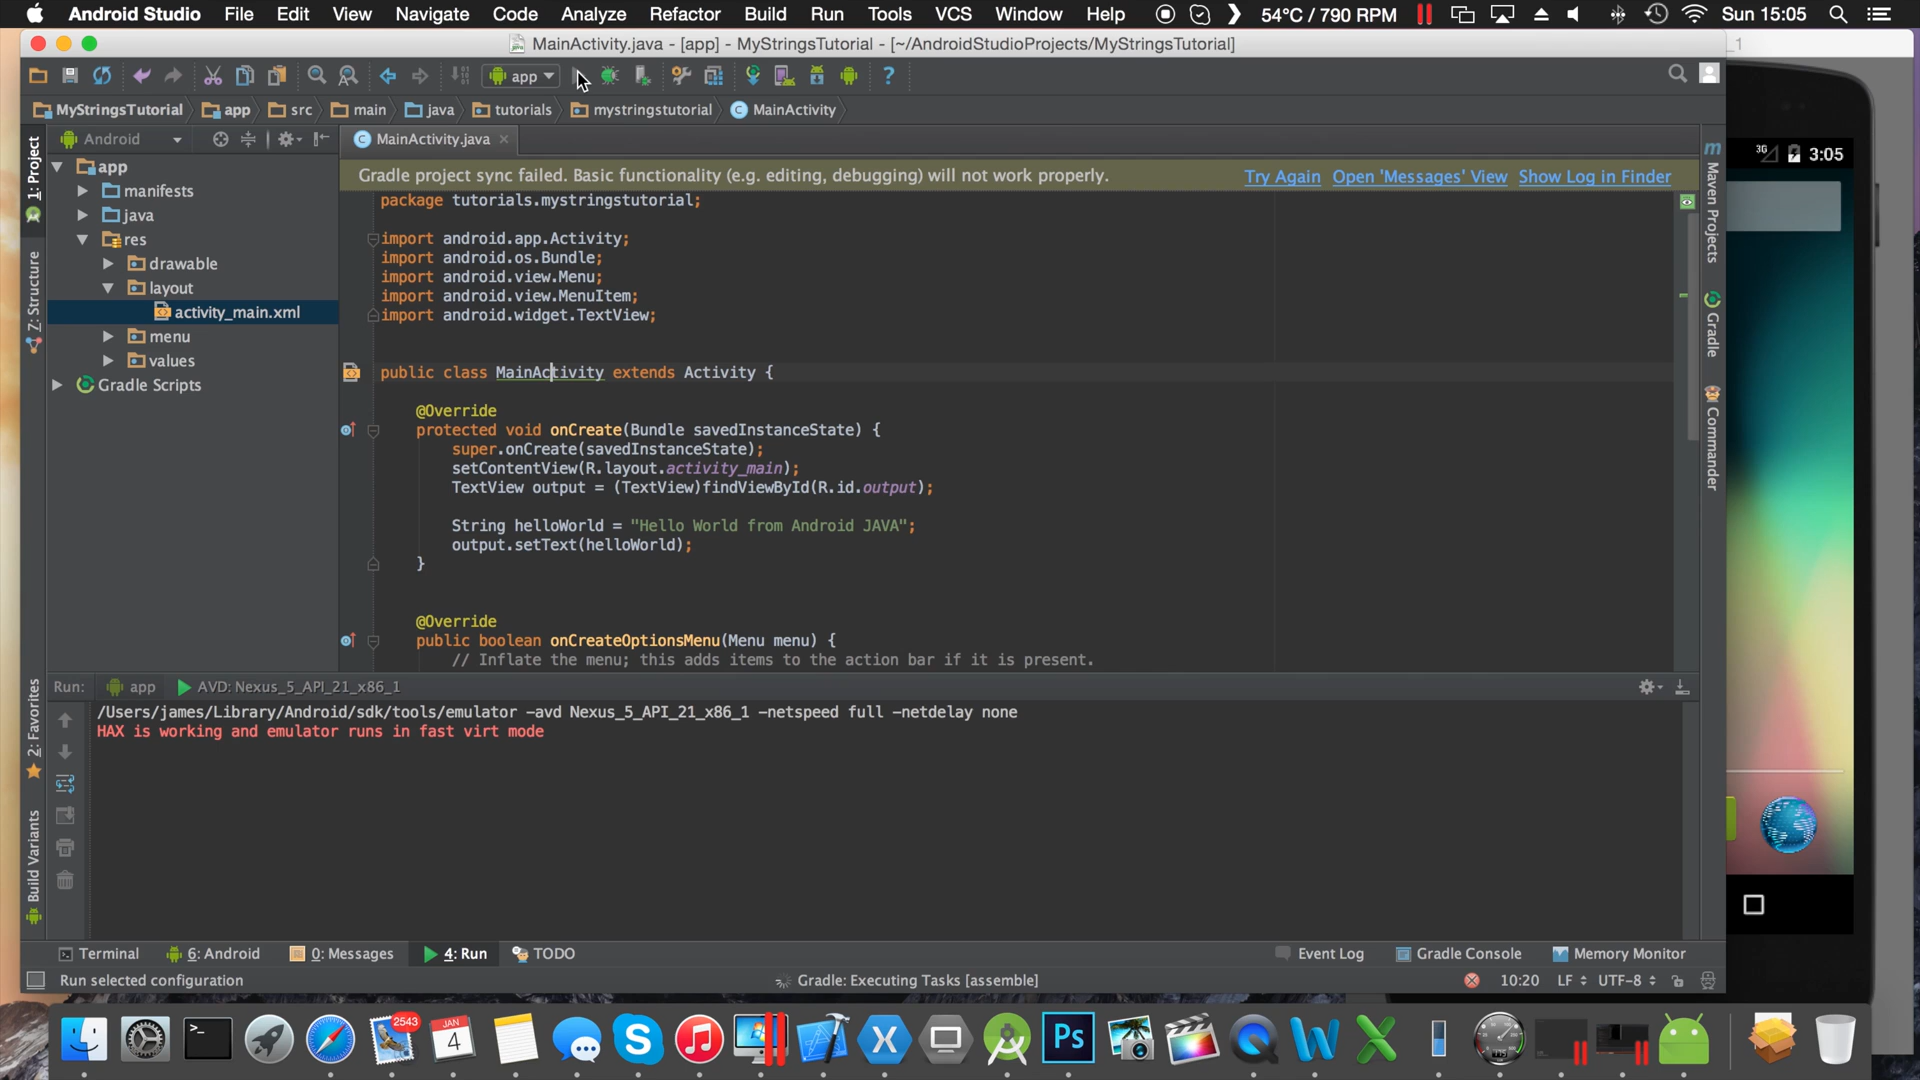 Android Studio File Edit View Navigate Code Analyze Refactor Build Run Tools VCS Window Help 54°C / 790 RPM Sun 15:05
MainActivity.java - [app] - MyStringsTutorial - [~/AndroidStudioProjects/MyStringsTutorial]
_1
app
MyStringsTutorial app src main java tutorials mystringstutorial MainActivity
Android
MainActivity.java
3G 3:05
Gradle project sync failed. Basic functionality (e.g. editing, debugging) will not work properly. Try Again Open 'Messages' View Show Log in Finder
1: Project
Z: Structure
2: Favorites
Build Variants
app
manifests
java
res
drawable
layout
activity_main.xml
menu
values
Gradle Scripts
package tutorials.mystringstutorial;
import android.app.Activity;
import android.os.Bundle;
import android.view.Menu;
import android.view.MenuItem;
import android.widget.TextView;
public class MainActivity extends Activity {
@Override
protected void onCreate(Bundle savedInstanceState) {
super.onCreate(savedInstanceState);
setContentView(R.layout.activity_main);
TextView output = (TextView)findViewById(R.id.output);
String helloWorld = "Hello World from Android JAVA";
output.setText(helloWorld);
}
@Override
public boolean onCreateOptionsMenu(Menu menu) {
// Inflate the menu; this adds items to the action bar if it is present.
Maven Projects
Gradle
Commander
Run: app AVD: Nexus_5_API_21_x86_1
/Users/james/Library/Android/sdk/tools/emulator -avd Nexus_5_API_21_x86_1 -netspeed full -netdelay none
HAX is working and emulator runs in fast virt mode
Terminal 6: Android 0: Messages 4: Run TODO Event Log Gradle Console Memory Monitor
Run selected configuration Gradle: Executing Tasks [assemble] 10:20 LF UTF-8
2543
JAN
4
Ps